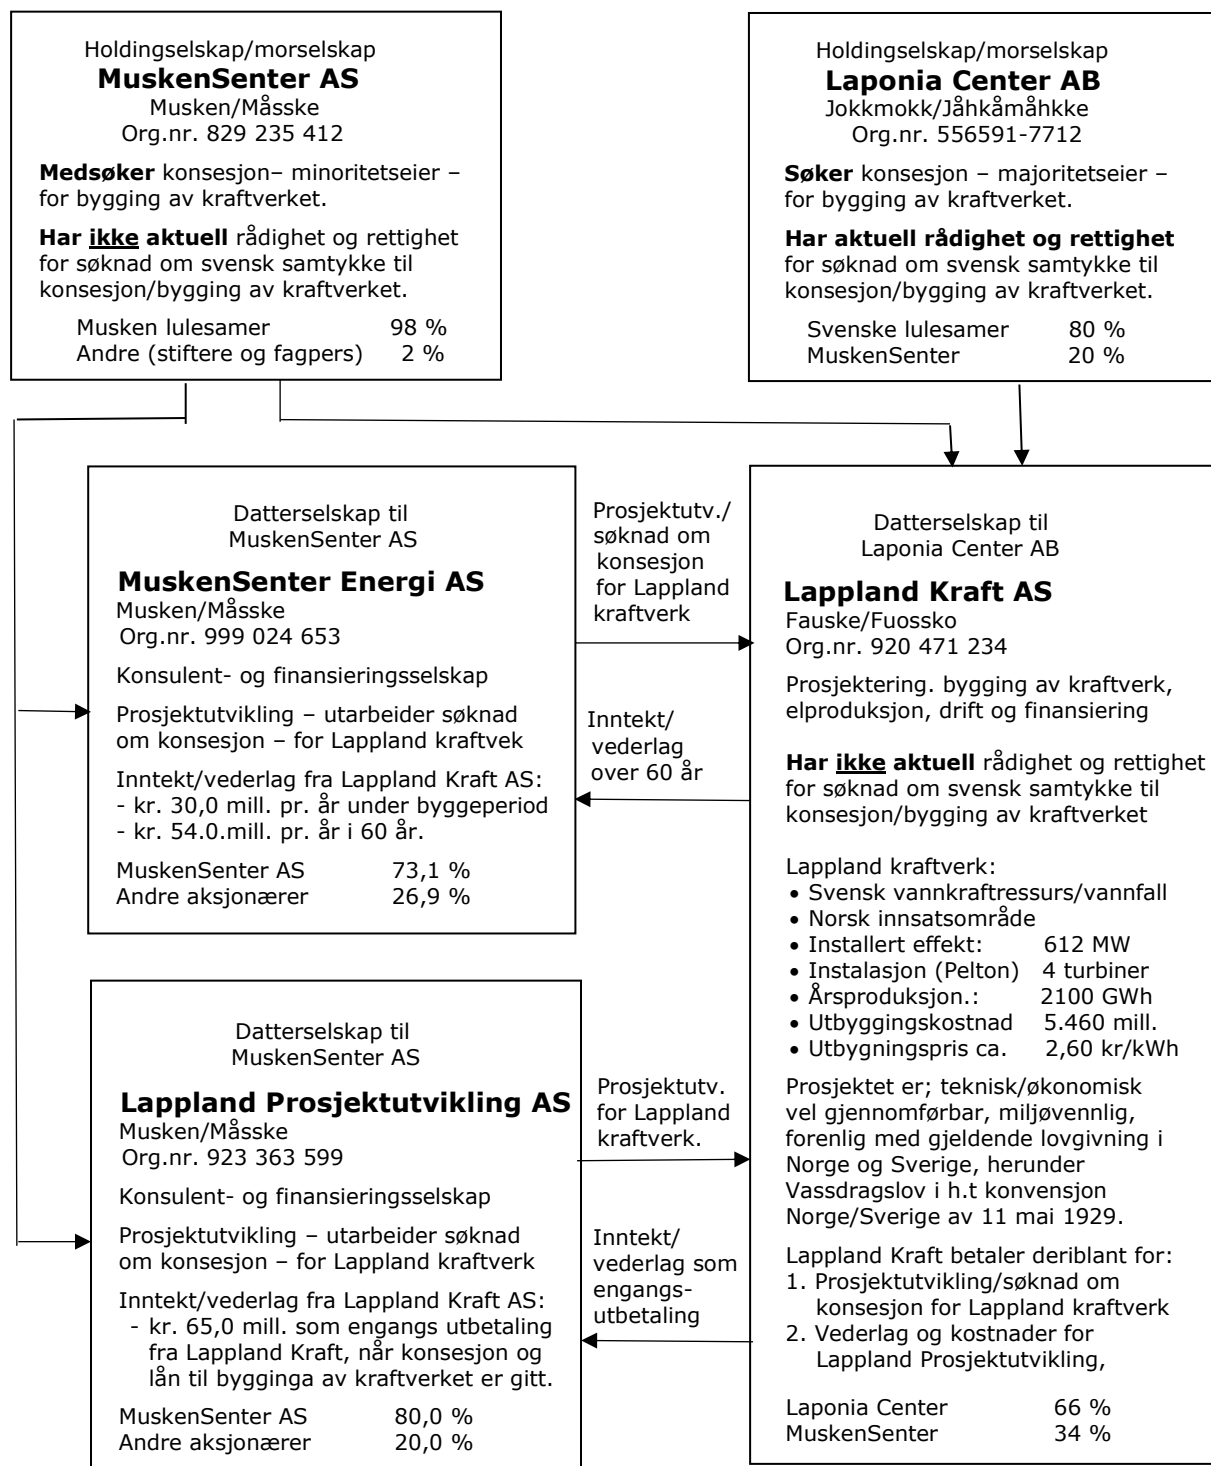 Holdingselskap/morselskap
MuskenSenter AS
Musken/Måsske
Org.nr. 829 235 412
Medsøker konsesjon– minoritetseier –
for bygging av kraftverket.
Har ikke aktuell rådighet og rettighet
for søknad om svensk samtykke til
konsesjon/bygging av kraftverket.
Musken lulesamer 98 %
Andre (stiftere og fagpers) 2 %
Holdingselskap/morselskap
Laponia Center AB
Jokkmokk/Jåhkåmåhkke
Org.nr. 556591-7712
Søker konsesjon – majoritetseier –
for bygging av kraftverket.
Har aktuell rådighet og rettighet
for søknad om svensk samtykke til
konsesjon/bygging av kraftverket.
Svenske lulesamer 80 %
MuskenSenter 20 %
Datterselskap til
MuskenSenter AS
MuskenSenter Energi AS
Musken/Måsske
Org.nr. 999 024 653
Konsulent- og finansieringsselskap
Prosjektutvikling – utarbeider søknad
om konsesjon – for Lappland kraftvek
Inntekt/vederlag fra Lappland Kraft AS:
- kr. 30,0 mill. pr. år under byggeperiod
- kr. 54.0.mill. pr. år i 60 år.
MuskenSenter AS 73,1 %
Andre aksjonærer 26,9 %
Prosjektutv./
søknad om
konsesjon
for Lappland
kraftverk
Inntekt/
vederlag
over 60 år
Datterselskap til
Laponia Center AB
Lappland Kraft AS
Fauske/Fuossko
Org.nr. 920 471 234
Prosjektering. bygging av kraftverk,
elproduksjon, drift og finansiering
Har ikke aktuell rådighet og rettighet
for søknad om svensk samtykke til
konsesjon/bygging av kraftverket
Lappland kraftverk:
• Svensk vannkraftressurs/vannfall
• Norsk innsatsområde
• Installert effekt: 612 MW
• Instalasjon (Pelton) 4 turbiner
• Årsproduksjon.: 2100 GWh
• Utbyggingskostnad 5.460 mill.
• Utbygningspris ca. 2,60 kr/kWh
Prosjektet er; teknisk/økonomisk
vel gjennomførbar, miljøvennlig,
forenlig med gjeldende lovgivning i
Norge og Sverige, herunder
Vassdragslov i h.t konvensjon
Norge/Sverige av 11 mai 1929.
Lappland Kraft betaler deriblant for:
1. Prosjektutvikling/søknad om
konsesjon for Lappland kraftverk
2. Vederlag og kostnader for
Lappland Prosjektutvikling,
Laponia Center 66 %
MuskenSenter 34 %
Datterselskap til
MuskenSenter AS
Lappland Prosjektutvikling AS
Musken/Måsske
Org.nr. 923 363 599
Konsulent- og finansieringsselskap
Prosjektutvikling – utarbeider søknad
om konsesjon – for Lappland kraftverk
Inntekt/vederlag fra Lappland Kraft AS:
- kr. 65,0 mill. som engangs utbetaling
fra Lappland Kraft, når konsesjon og
lån til bygginga av kraftverket er gitt.
MuskenSenter AS 80,0 %
Andre aksjonærer 20,0 %
Prosjektutv.
for Lappland
kraftverk.
Inntekt/
vederlag som
engangs-
utbetaling